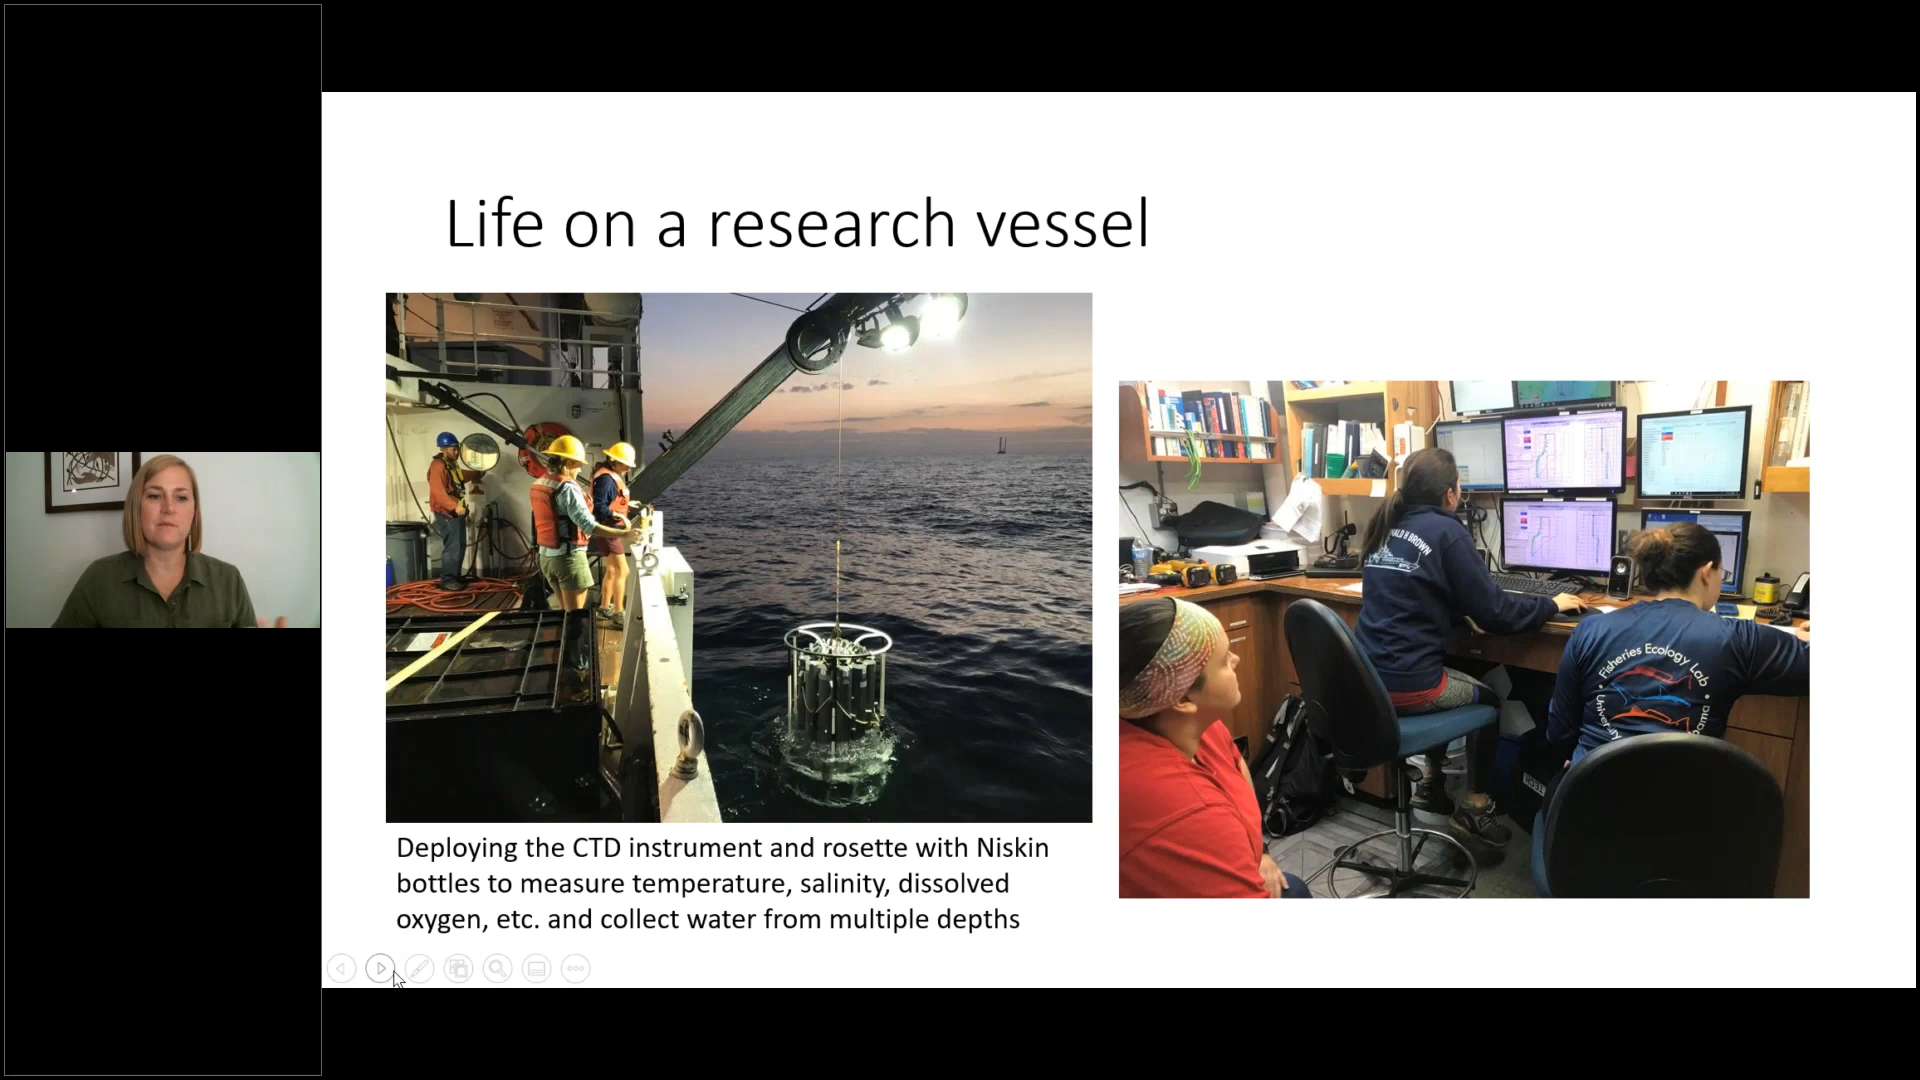 Life on a research vessel
Deploying the CTD instrument and rosette with Niskin
bottles to measure temperature, salinity, dissolved
oxygen, etc. and collect water from multiple depths
BROWN
Fisheries Ecology Lab